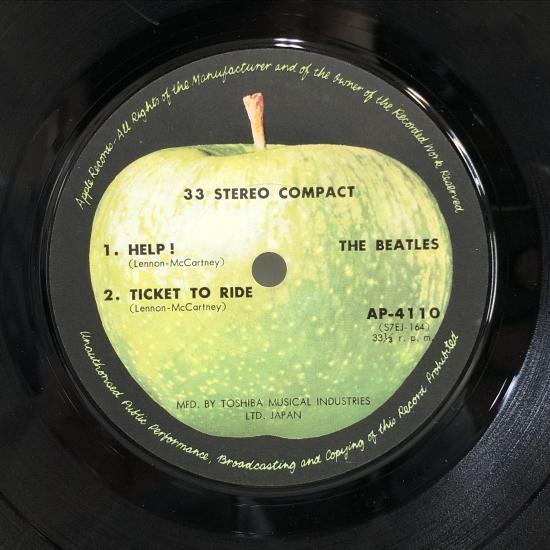 Apple Records-All Rights of the Manufacturer and of the Owner of the Recorded Work Reserved
33 STEREO COMPACT
1. HELP!
(Lennon-McCartney)
THE BEATLES
2. TICKET TO RIDE
(Lennon-McCartney)
AP-4110
(S7EJ-164)
33⅓ r. p. m.
MFD. BY TOSHIBA MUSICAL INDUSTRIES
LTD. JAPAN
Unauthorised Public Performance, Broadcasting and Copying of this Record Prohibited